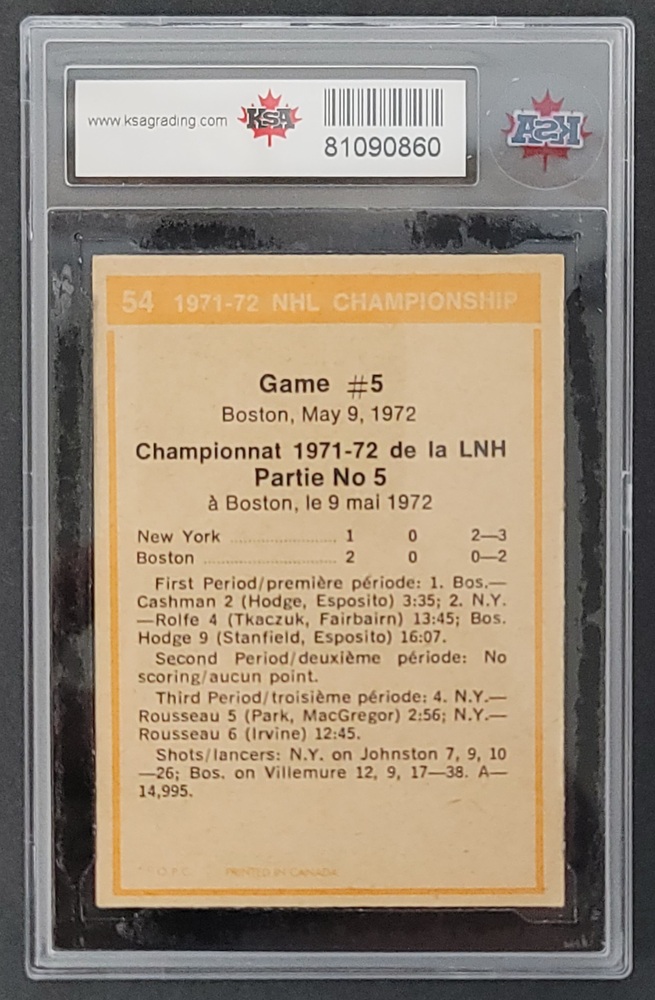 www.ksagrading.com KSA
81090860
KSA
54 1971-72 NHL CHAMPIONSHIP
Game #5
Boston, May 9, 1972
Championnat 1971-72 de la LNH
Partie No 5
à Boston, le 9 mai 1972
New York ........................ 1 0 2—3
Boston ............................ 2 0 0—2
First Period/première période: 1. Bos.—
Cashman 2 (Hodge, Esposito) 3:35; 2. N.Y.
—Rolfe 4 (Tkaczuk, Fairbairn) 13:45; Bos.
Hodge 9 (Stanfield, Esposito) 16:07.
Second Period/deuxième période: No
scoring/aucun point.
Third Period/troisième période: 4. N.Y.—
Rousseau 5 (Park, MacGregor) 2:56; N.Y.—
Rousseau 6 (Irvine) 12:45.
Shots/lancers: N.Y. on Johnston 7, 9, 10
—26; Bos. on Villemure 12, 9, 17—38. A—
14,995.
O.P.C. PRINTED IN CANADA